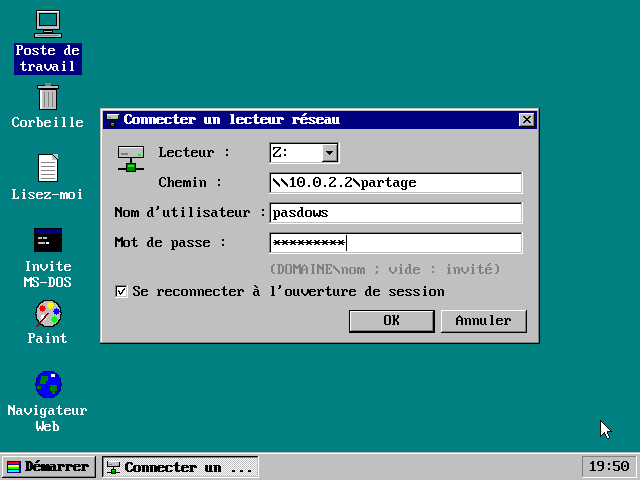 Poste de
travail
Corbeille
Lisez-moi
Invite
MS-DOS
Paint
Navigateur
Web
Connecter un lecteur réseau
Lecteur : Z:
Chemin : \\10.0.2.2\partage
Nom d'utilisateur : pasdows
Mot de passe : *********
(DOMAINE\nom ; vide : invité)
Se reconnecter à l'ouverture de session
OK Annuler
Démarrer Connecter un ... 19:50